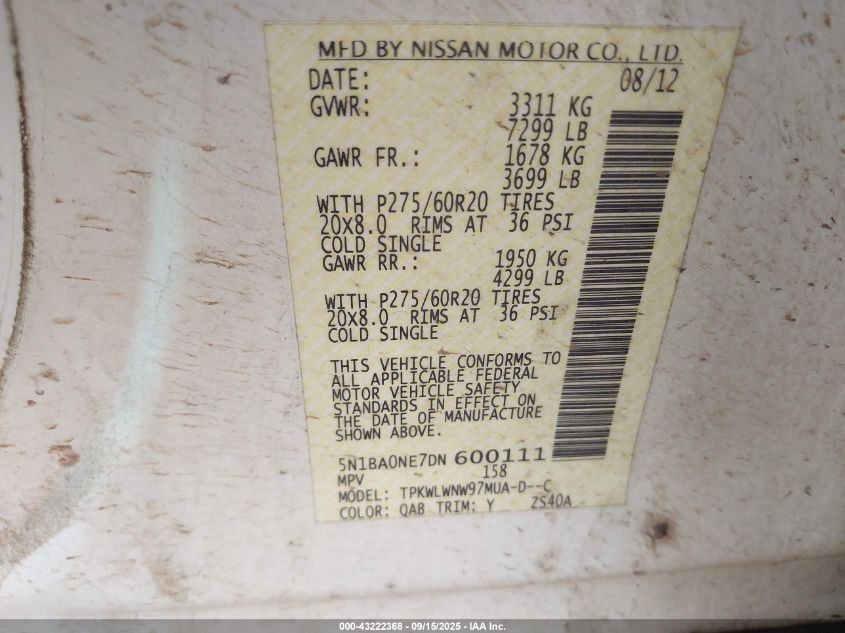 MFD BY NISSAN MOTOR CO., LTD.
DATE: 08/12
GVWR: 3311 KG
7299 LB
GAWR FR.: 1678 KG
3699 LB
WITH P275/60R20 TIRES
20X8.0 RIMS AT 36 PSI
COLD SINGLE
GAWR RR.: 1950 KG
4299 LB
WITH P275/60R20 TIRES
20X8.0 RIMS AT 36 PSI
COLD SINGLE
THIS VEHICLE CONFORMS TO
ALL APPLICABLE FEDERAL
MOTOR VEHICLE SAFETY
STANDARDS IN EFFECT ON
THE DATE OF MANUFACTURE
SHOWN ABOVE.
5N1BA0NE7DN 600111
MPV 158
MODEL: TPKWLWNW97MUA-D--C
COLOR: QAB TRIM: Y ZS40A
000-43222368 - 09/15/2025 - IAA Inc.